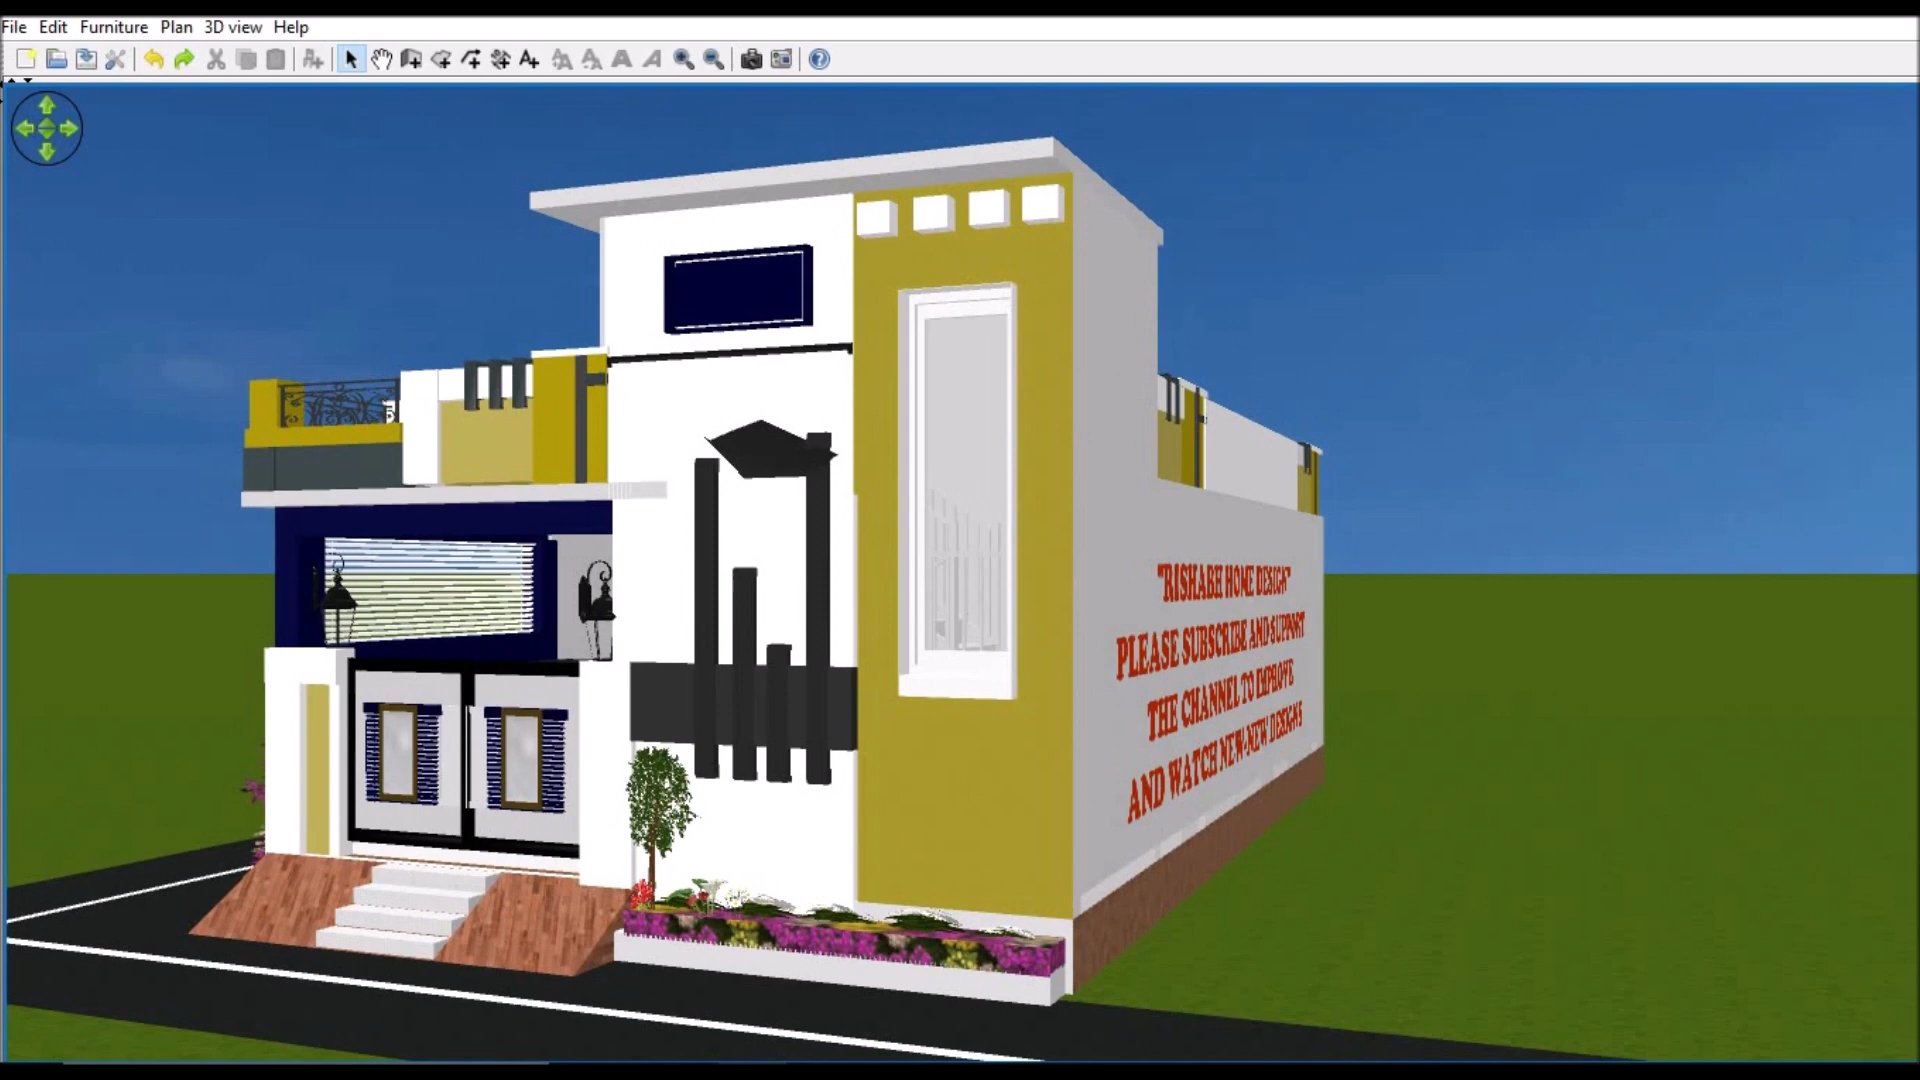 File Edit Furniture Plan 3D view Help
"RISHABH HOME DESIGN"
PLEASE SUBSCRIBE AND SUPPORT
THE CHANNEL TO IMPROVE
AND WATCH NEW-NEW DESIGNS